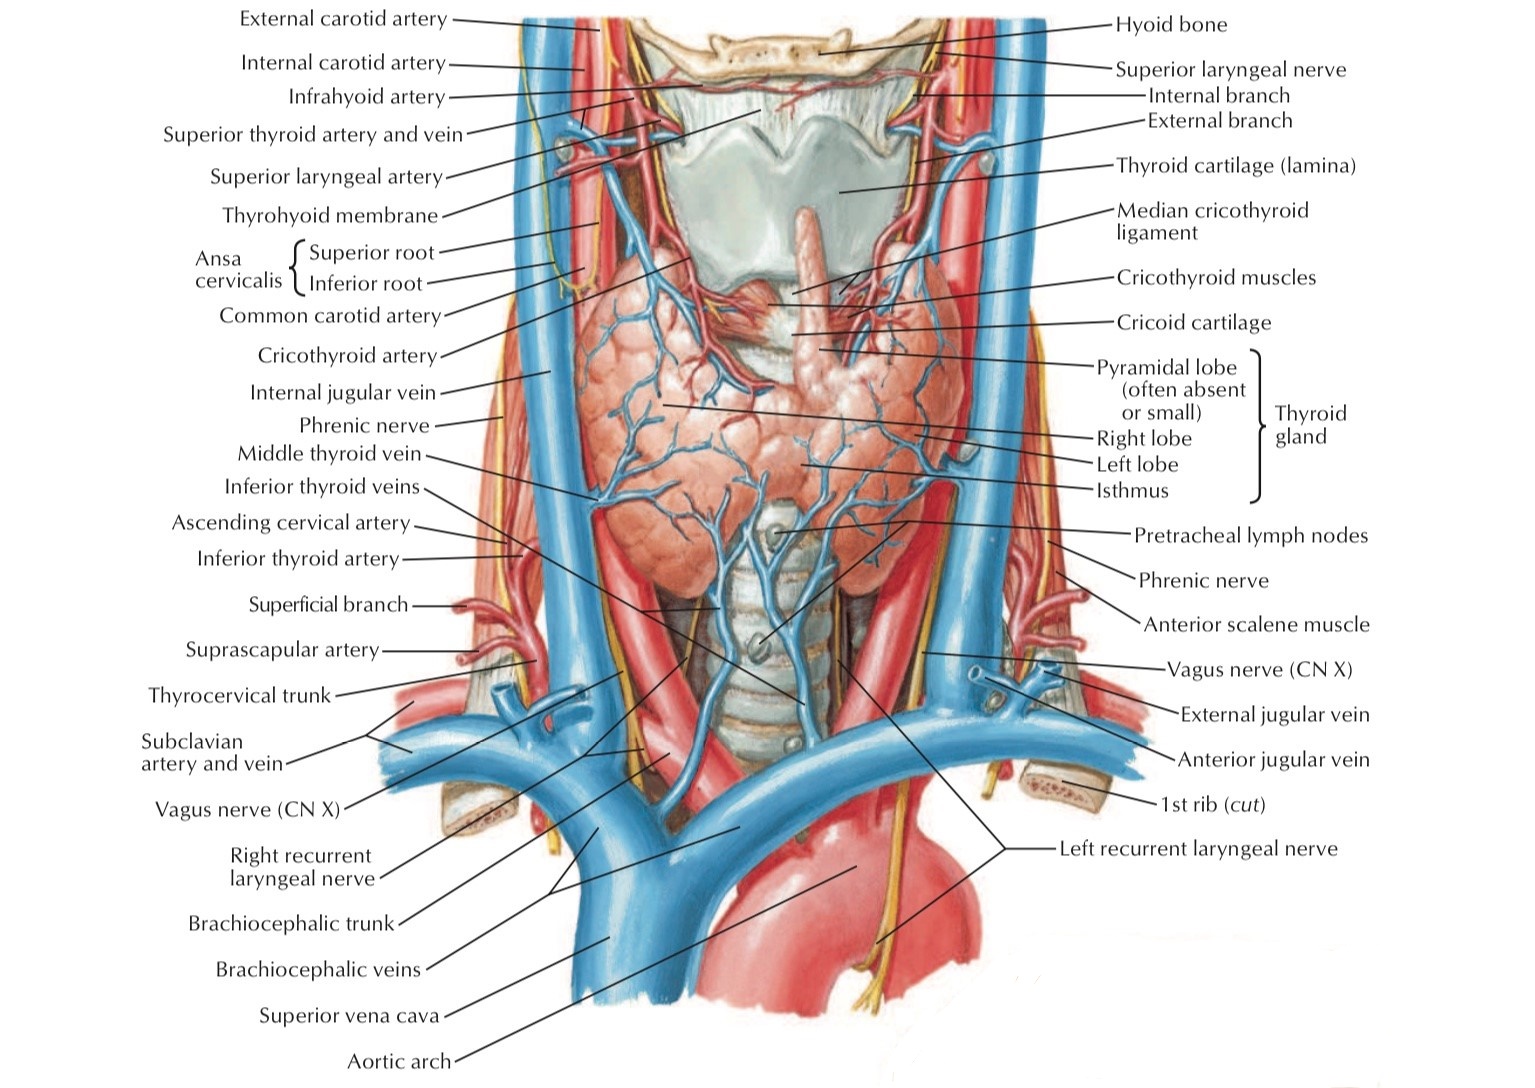 External carotid artery
Internal carotid artery
Infrahyoid artery
Superior thyroid artery and vein
Superior laryngeal artery
Thyrohyoid membrane
Ansa
cervicalis
Superior root
Inferior root
Common carotid artery
Cricothyroid artery
Internal jugular vein
Phrenic nerve
Middle thyroid vein
Inferior thyroid veins
Ascending cervical artery
Inferior thyroid artery
Superficial branch
Suprascapular artery
Thyrocervical trunk
Subclavian
artery and vein
Vagus nerve (CN X)
Right recurrent
laryngeal nerve
Brachiocephalic trunk
Brachiocephalic veins
Superior vena cava
Aortic arch
Hyoid bone
Superior laryngeal nerve
Internal branch
External branch
Thyroid cartilage (lamina)
Median cricothyroid
ligament
Cricothyroid muscles
Cricoid cartilage
Pyramidal lobe
(often absent
or small)
Right lobe
Left lobe
Isthmus
Thyroid
gland
Pretracheal lymph nodes
Phrenic nerve
Anterior scalene muscle
Vagus nerve (CN X)
External jugular vein
Anterior jugular vein
1st rib (cut)
Left recurrent laryngeal nerve